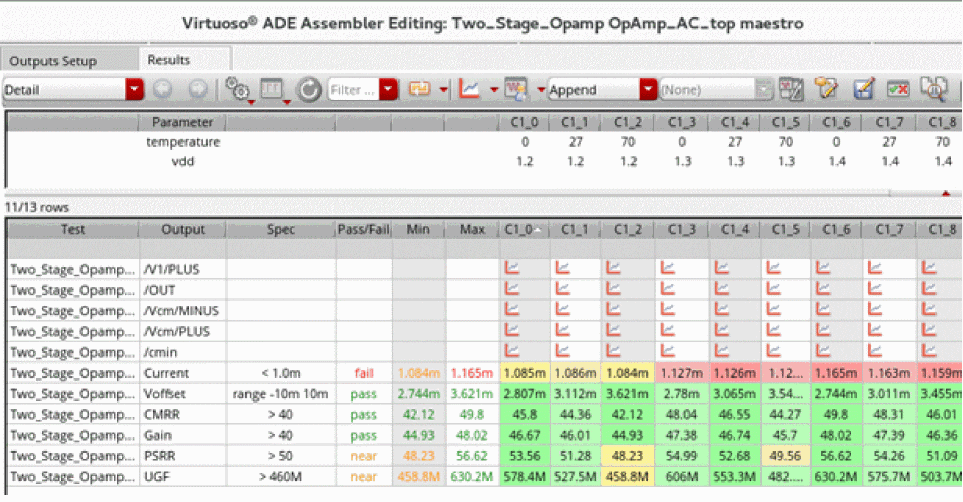 Virtuoso® ADE Assembler Editing: Two_Stage_Opamp OpAmp_AC_top maestro
Outputs Setup Results
Detail Filter ... Append (None)
Parameter C1_0 C1_1 C1_2 C1_3 C1_4 C1_5 C1_6 C1_7 C1_8
temperature 0 27 70 0 27 70 0 27 70
vdd 1.2 1.2 1.2 1.3 1.3 1.3 1.4 1.4 1.4
11/13 rows
Test Output Spec Pass/Fail Min Max C1_0 C1_1 C1_2 C1_3 C1_4 C1_5 C1_6 C1_7 C1_8
Two_Stage_Opamp... /V1/PLUS
Two_Stage_Opamp... /OUT
Two_Stage_Opamp... /Vcm/MINUS
Two_Stage_Opamp... /Vcm/PLUS
Two_Stage_Opamp... /cmin
Two_Stage_Opamp... Current < 1.0m fail 1.084m 1.165m 1.085m 1.086m 1.084m 1.127m 1.126m 1.12... 1.165m 1.163m 1.159m
Two_Stage_Opamp... Voffset range -10m 10m pass 2.744m 3.621m 2.807m 3.112m 3.621m 2.78m 3.065m 3.54... 2.744m 3.011m 3.455m
Two_Stage_Opamp... CMRR > 40 pass 42.12 49.8 45.8 44.36 42.12 48.04 46.55 44.27 49.8 48.31 46.01
Two_Stage_Opamp... Gain > 40 pass 44.93 48.02 46.67 46.01 44.93 47.38 46.74 45.7 48.02 47.39 46.36
Two_Stage_Opamp... PSRR > 50 near 48.23 56.62 53.56 51.28 48.23 54.99 52.68 49.56 56.62 54.26 51.09
Two_Stage_Opamp... UGF > 460M near 458.8M 630.2M 578.4M 527.5M 458.8M 606M 553.3M 482.... 630.2M 575.7M 503.7M